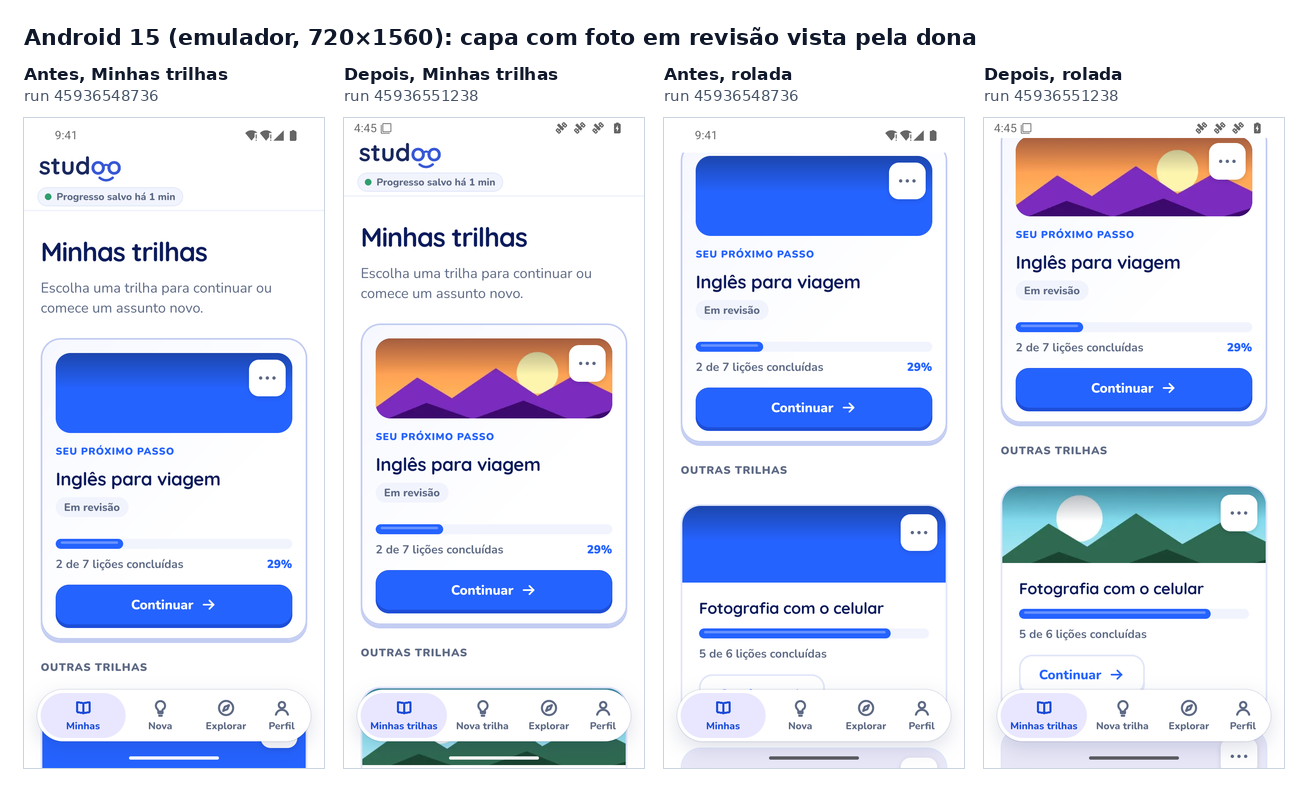 Android 15 (emulador, 720×1560): capa com foto em revisão vista pela dona
Antes, Minhas trilhas
run 45936548736
9:41
studoo
Progresso salvo há 1 min
Minhas trilhas
Escolha uma trilha para continuar ou
comece um assunto novo.
SEU PRÓXIMO PASSO
Inglês para viagem
Em revisão
2 de 7 lições concluídas
29%
Continuar
OUTRAS TRILHAS
Minhas
Nova
Explorar
Perfil
Depois, Minhas trilhas
run 45936551238
4:45
studoo
Progresso salvo há 1 min
Minhas trilhas
Escolha uma trilha para continuar ou
comece um assunto novo.
SEU PRÓXIMO PASSO
Inglês para viagem
Em revisão
2 de 7 lições concluídas
29%
Continuar
OUTRAS TRILHAS
Minhas trilhas
Nova trilha
Explorar
Perfil
Antes, rolada
run 45936548736
9:41
SEU PRÓXIMO PASSO
Inglês para viagem
Em revisão
2 de 7 lições concluídas
29%
Continuar
OUTRAS TRILHAS
Fotografia com o celular
5 de 6 lições concluídas
Minhas
Nova
Explorar
Perfil
Depois, rolada
run 45936551238
4:45
SEU PRÓXIMO PASSO
Inglês para viagem
Em revisão
2 de 7 lições concluídas
29%
Continuar
OUTRAS TRILHAS
Fotografia com o celular
5 de 6 lições concluídas
Continuar
Minhas trilhas
Nova trilha
Explorar
Perfil